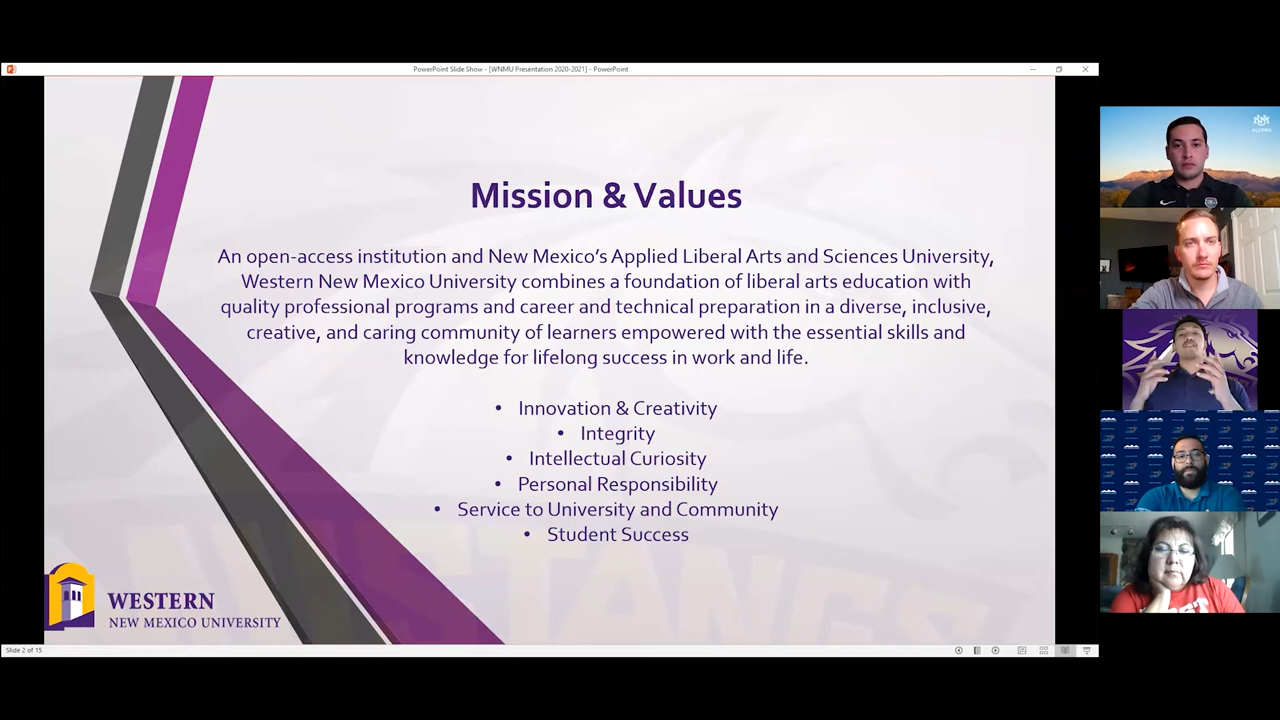 PowerPoint Slide Show - [WNMU Presentation 2020-2021] - PowerPoint
Mission & Values
An open-access institution and New Mexico's Applied Liberal Arts and Sciences University,
Western New Mexico University combines a foundation of liberal arts education with
quality professional programs and career and technical preparation in a diverse, inclusive,
creative, and caring community of learners empowered with the essential skills and
knowledge for lifelong success in work and life.
• Innovation & Creativity
• Integrity
• Intellectual Curiosity
• Personal Responsibility
• Service to University and Community
• Student Success
MUSTANGS
WESTERN
NEW MEXICO UNIVERSITY
Slide 2 of 15
ALUMNI